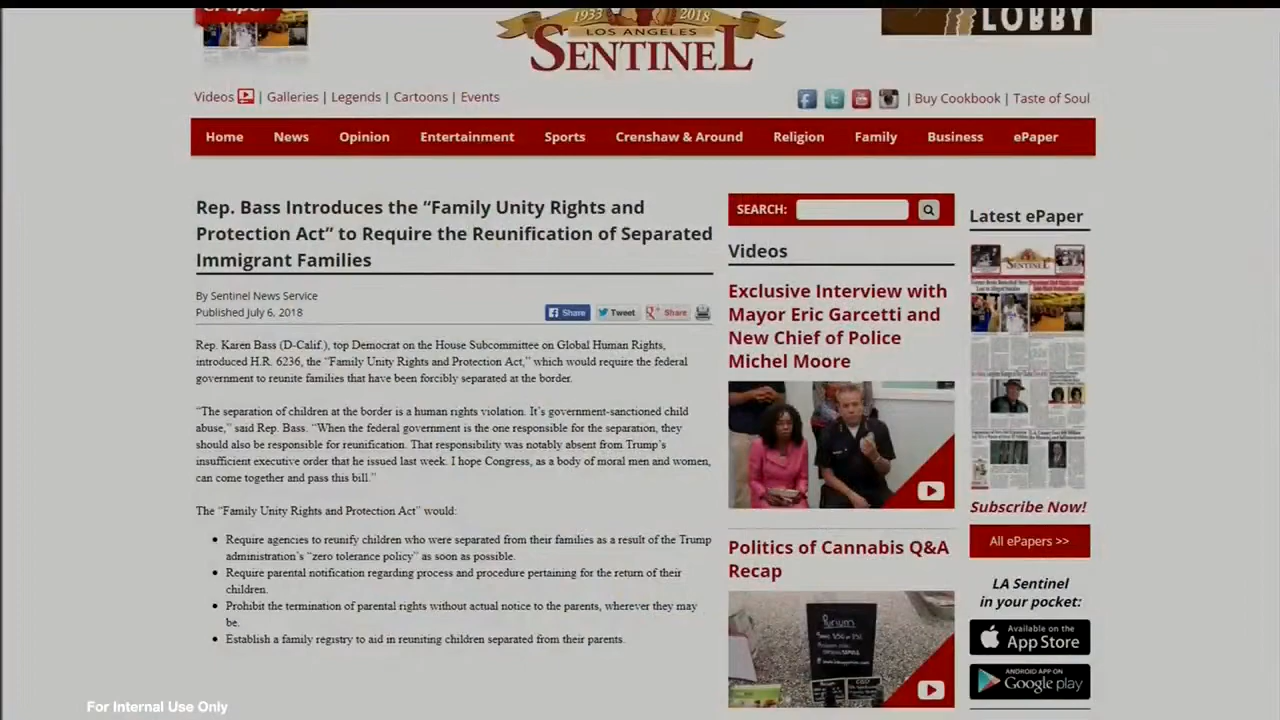 ePaper
1933 2018
LOS ANGELES
SENTINEL
LOBBY
Videos | Galleries | Legends | Cartoons | Events
| Buy Cookbook | Taste of Soul
Home News Opinion Entertainment Sports Crenshaw & Around Religion Family Business ePaper
Rep. Bass Introduces the “Family Unity Rights and
Protection Act” to Require the Reunification of Separated
Immigrant Families
By Sentinel News Service
Published July 6, 2018
Share Tweet Share
Rep. Karen Bass (D-Calif.), top Democrat on the House Subcommittee on Global Human Rights,
introduced H.R. 6236, the “Family Unity Rights and Protection Act,” which would require the federal
government to reunite families that have been forcibly separated at the border.
“The separation of children at the border is a human rights violation. It’s government-sanctioned child
abuse,” said Rep. Bass. “When the federal government is the one responsible for the separation, they
should also be responsible for reunification. That responsibility was notably absent from Trump’s
insufficient executive order that he issued last week. I hope Congress, as a body of moral men and women,
can come together and pass this bill.”
The “Family Unity Rights and Protection Act” would:
• Require agencies to reunify children who were separated from their families as a result of the Trump
administration’s “zero tolerance policy” as soon as possible.
• Require parental notification regarding process and procedure pertaining for the return of their
children.
• Prohibit the termination of parental rights without actual notice to the parents, wherever they may
be.
• Establish a family registry to aid in reuniting children separated from their parents.
SEARCH:
Videos
Exclusive Interview with
Mayor Eric Garcetti and
New Chief of Police
Michel Moore
Politics of Cannabis Q&A
Recap
Latest ePaper
SENTINEL
Subscribe Now!
All ePapers >>
LA Sentinel
in your pocket:
Available on the
App Store
ANDROID APP ON
Google play
For Internal Use Only